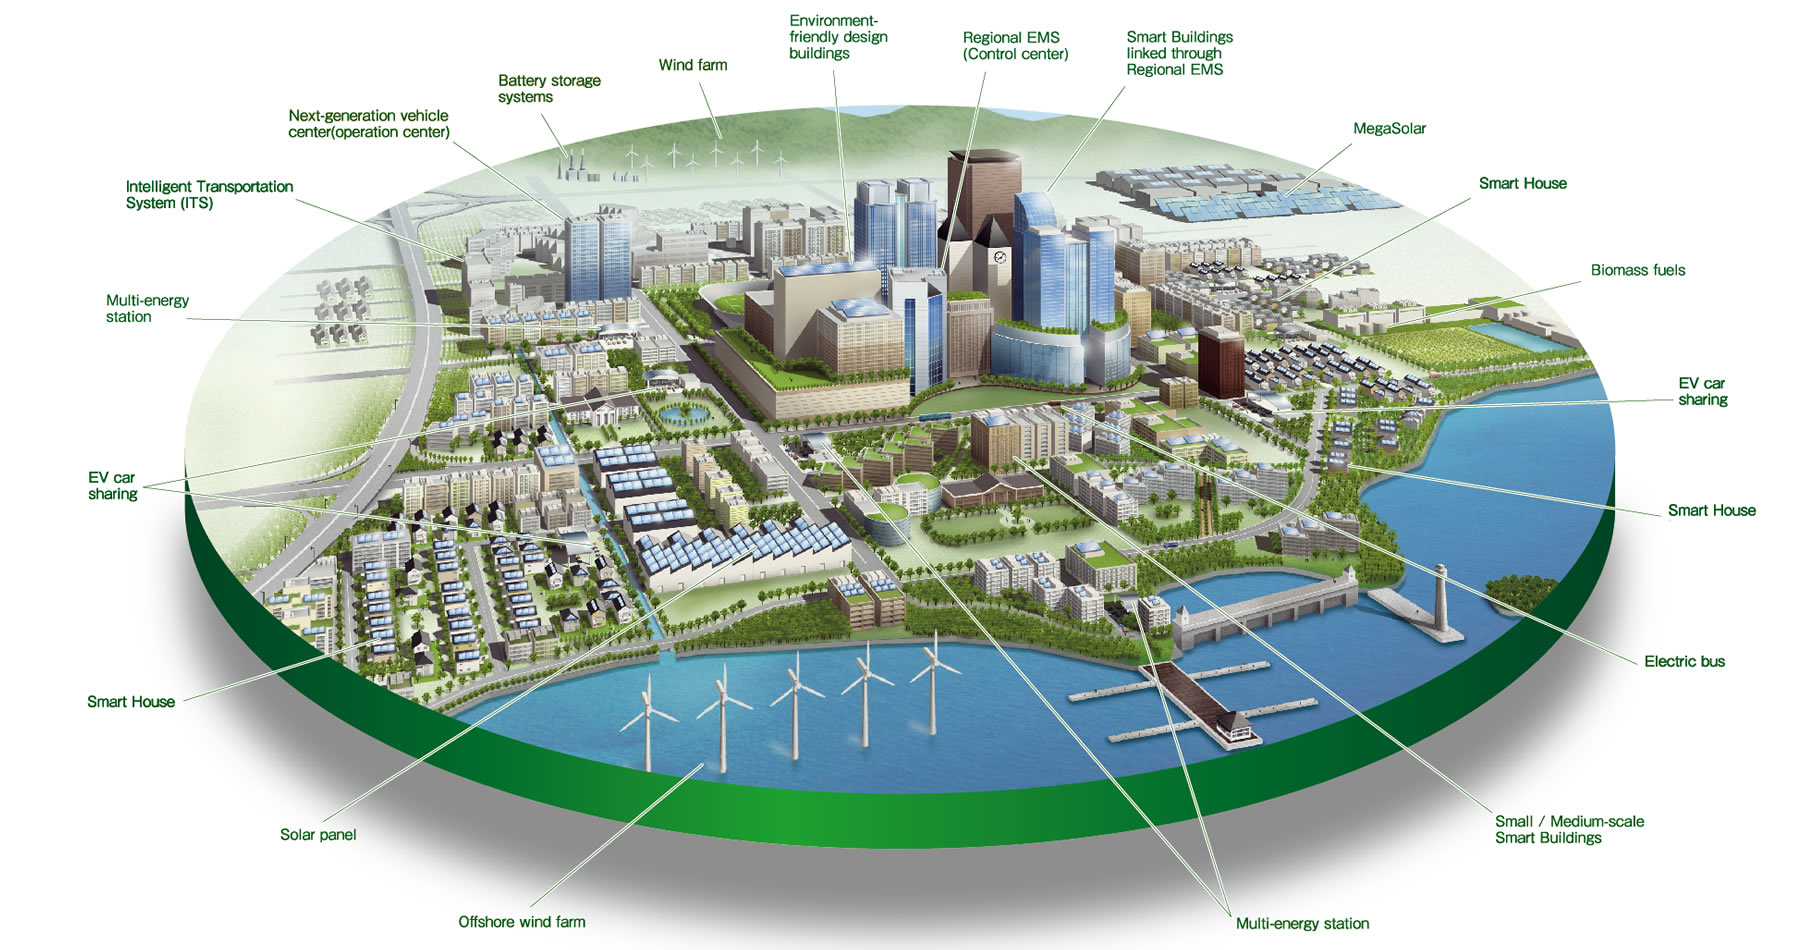 Environment-
friendly design
buildings
Regional EMS
(Control center)
Smart Buildings
linked through
Regional EMS
Wind farm
Battery storage
systems
Next-generation vehicle
center(operation center)
MegaSolar
Intelligent Transportation
System (ITS)
Smart House
Biomass fuels
Multi-energy
station
EV car
sharing
EV car
sharing
Smart House
Electric bus
Smart House
Solar panel
Small / Medium-scale
Smart Buildings
Offshore wind farm
Multi-energy station